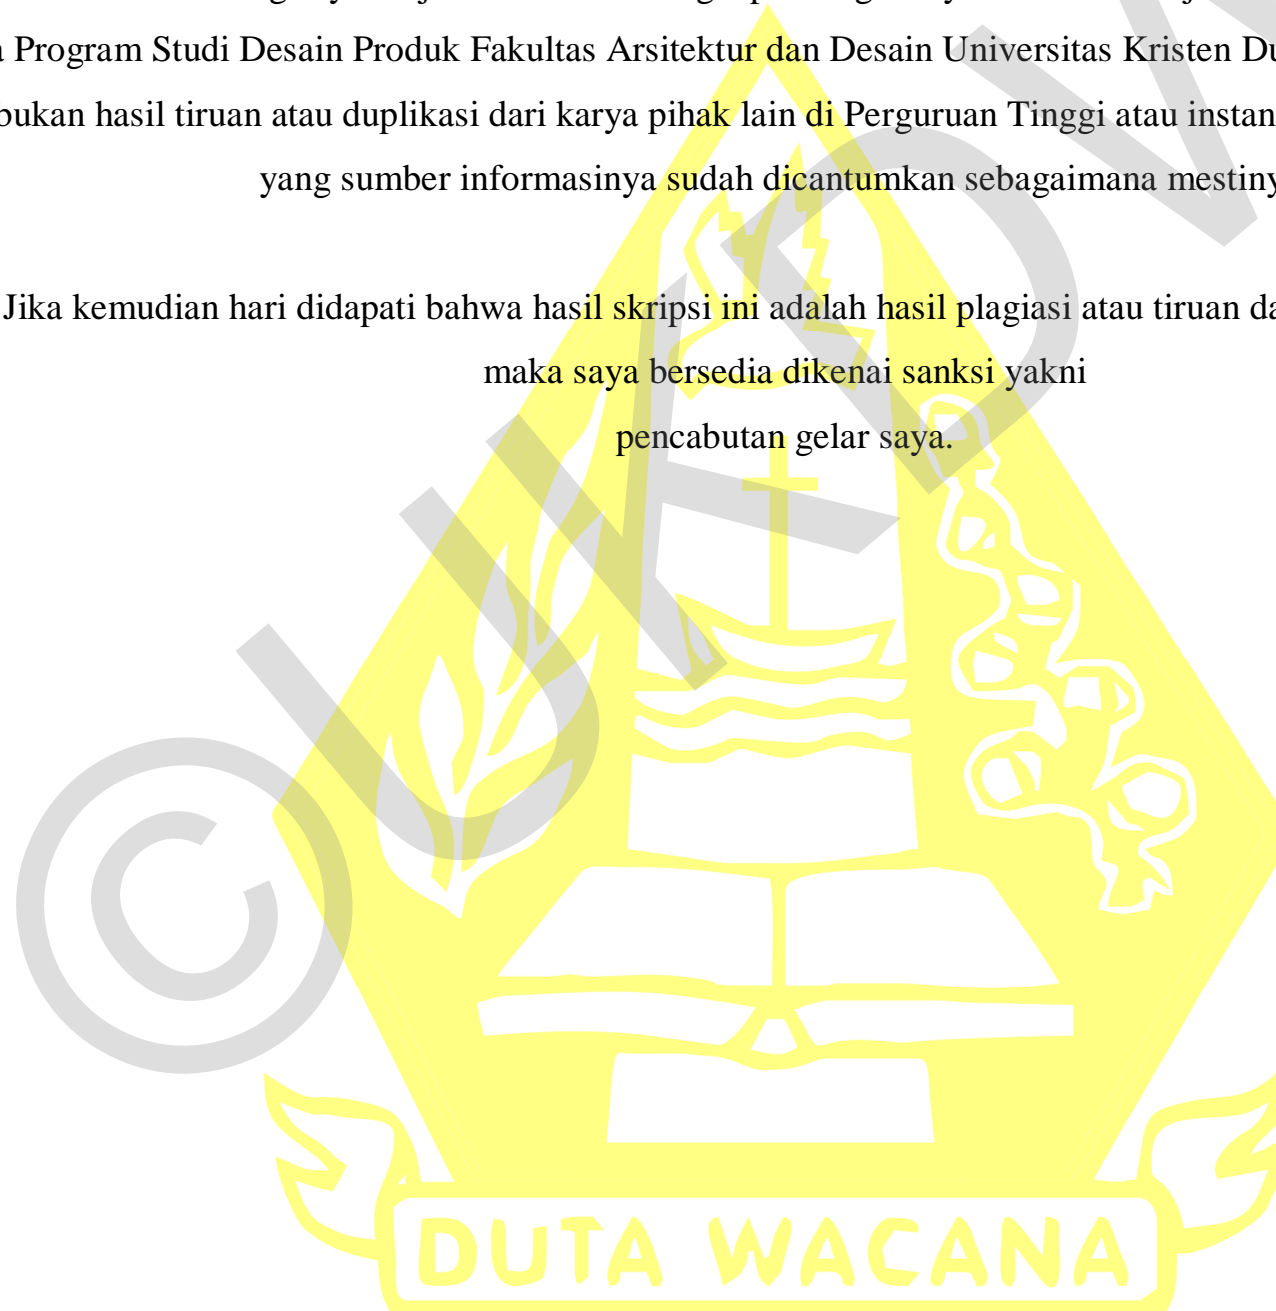 Program Studi Desain Produk Fakultas Arsitektur dan Desain Universitas Kristen Du
bukan hasil tiruan atau duplikasi dari karya pihak lain di Perguruan Tinggi atau instan
yang sumber informasinya sudah dicantumkan sebagaimana mestiny
Jika kemudian hari didapati bahwa hasil skripsi ini adalah hasil plagiasi atau tiruan da
maka saya bersedia dikenai sanksi yakni
pencabutan gelar saya.
©UKDW
DUTA WACANA